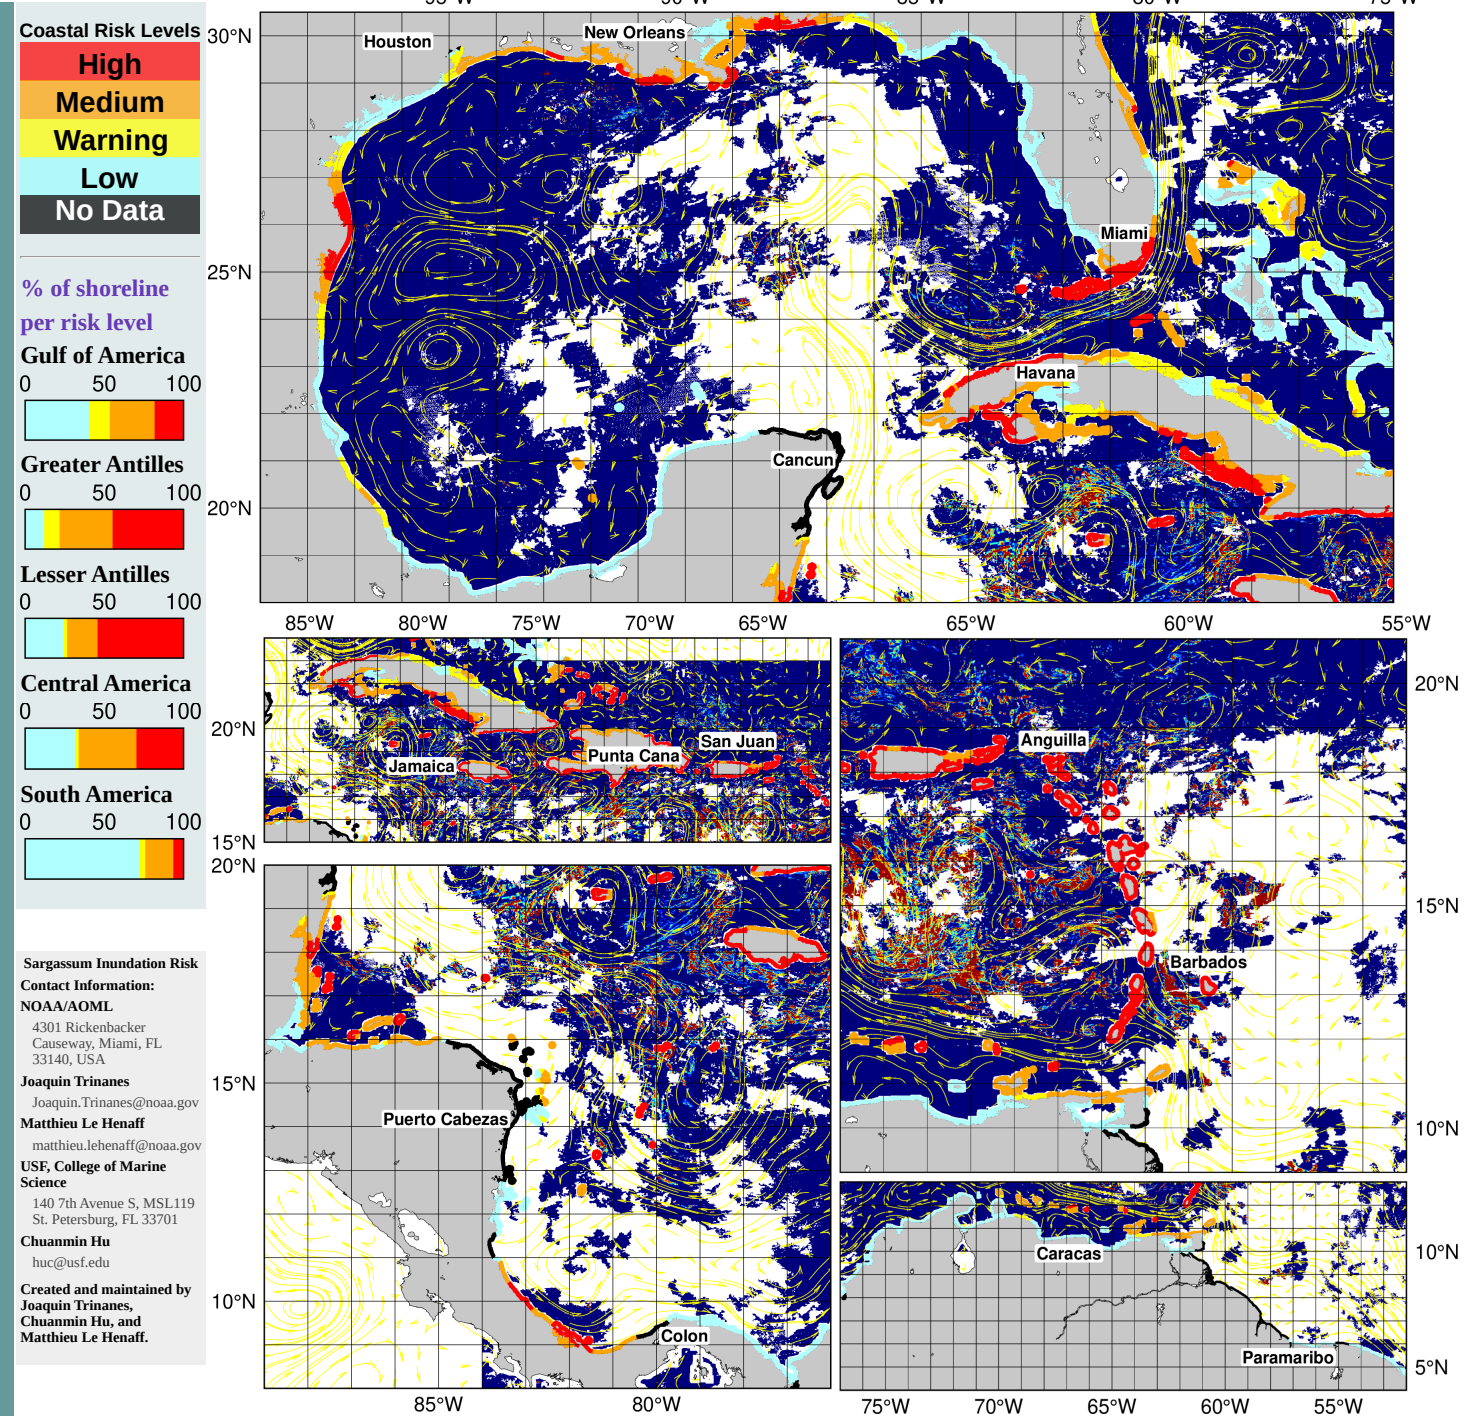 Coastal Risk Levels
High
Medium
Warning
Low
No Data
% of shoreline
per risk level
Gulf of America
0 50 100
Greater Antilles
0 50 100
Lesser Antilles
0 50 100
Central America
0 50 100
South America
0 50 100
Sargassum Inundation Risk
Contact Information:
NOAA/AOML
4301 Rickenbacker
Causeway, Miami, FL
33140, USA
Joaquin Trinanes
Joaquin.Trinanes@noaa.gov
Matthieu Le Henaff
matthieu.lehenaff@noaa.gov
USF, College of Marine
Science
140 7th Avenue S, MSL119
St. Petersburg, FL 33701
Chuanmin Hu
huc@usf.edu
Created and maintained by
Joaquin Trinanes,
Chuanmin Hu, and
Matthieu Le Henaff.
30°N
25°N
20°N
Houston
New Orleans
Miami
Havana
Cancun
85°W 80°W 75°W 70°W 65°W
20°N
15°N
Jamaica
Punta Cana
San Juan
65°W 60°W 55°W
20°N
15°N
10°N
Anguilla
Barbados
20°N
15°N
10°N
Puerto Cabezas
Colon
85°W 80°W
Caracas
Paramaribo
10°N
5°N
75°W 70°W 65°W 60°W 55°W